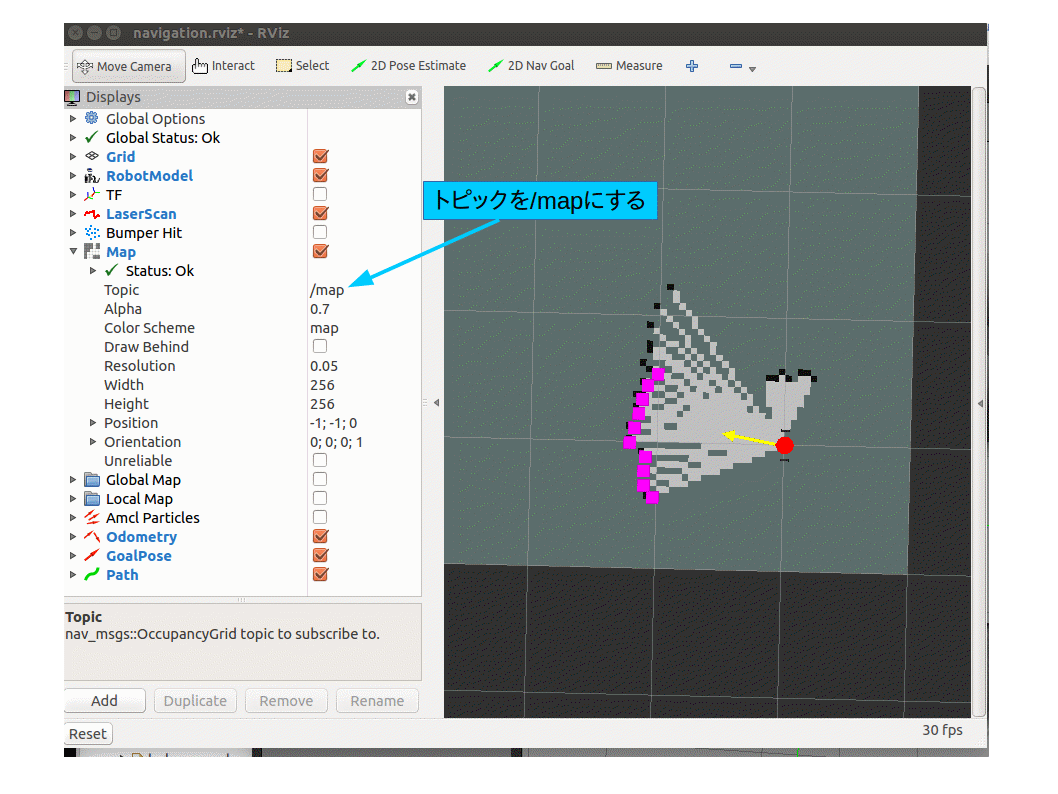 navigation.rviz* - RViz
Move Camera Interact Select 2D Pose Estimate 2D Nav Goal Measure
Displays
Global Options
Global Status: Ok
Grid
RobotModel
TF
LaserScan
Bumper Hit
Map
Status: Ok
Topic /map
Alpha 0.7
Color Scheme map
Draw Behind
Resolution 0.05
Width 256
Height 256
Position -1; -1; 0
Orientation 0; 0; 0; 1
Unreliable
Global Map
Local Map
Amcl Particles
Odometry
GoalPose
Path
トピックを/mapにする
Topic
nav_msgs::OccupancyGrid topic to subscribe to.
Add Duplicate Remove Rename
Reset 30 fps